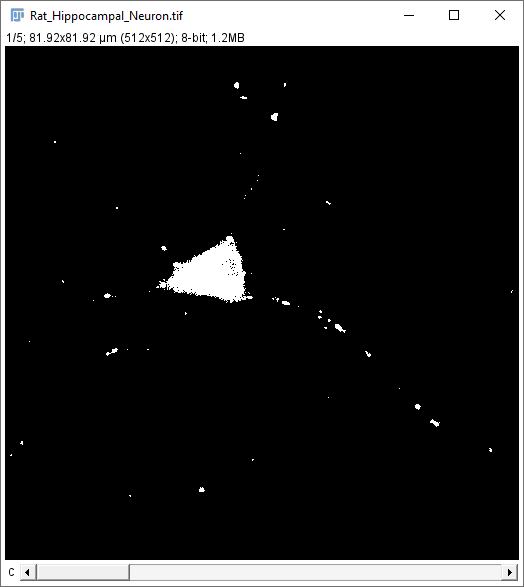 Rat_Hippocampal_Neuron.tif
1/5; 81.92x81.92 µm (512x512); 8-bit; 1.2MB
c